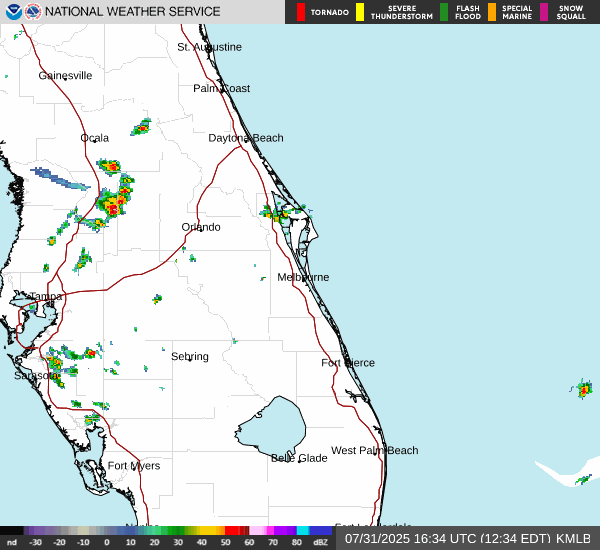 NATIONAL WEATHER SERVICE
TORNADO
SEVERE
THUNDERSTORM
FLASH
FLOOD
SPECIAL
MARINE
SNOW
SQUALL
St. Augustine
Gainesville
Palm Coast
Ocala
Daytona Beach
Orlando
Melbourne
Tampa
Sebring
Fort Pierce
Sarasota
West Palm Beach
Belle Glade
Fort Myers
nd -30 -20 -10 0 10 20 30 40 50 60 70 80 dBZ
07/31/2025 16:34 UTC (12:34 EDT) KMLB